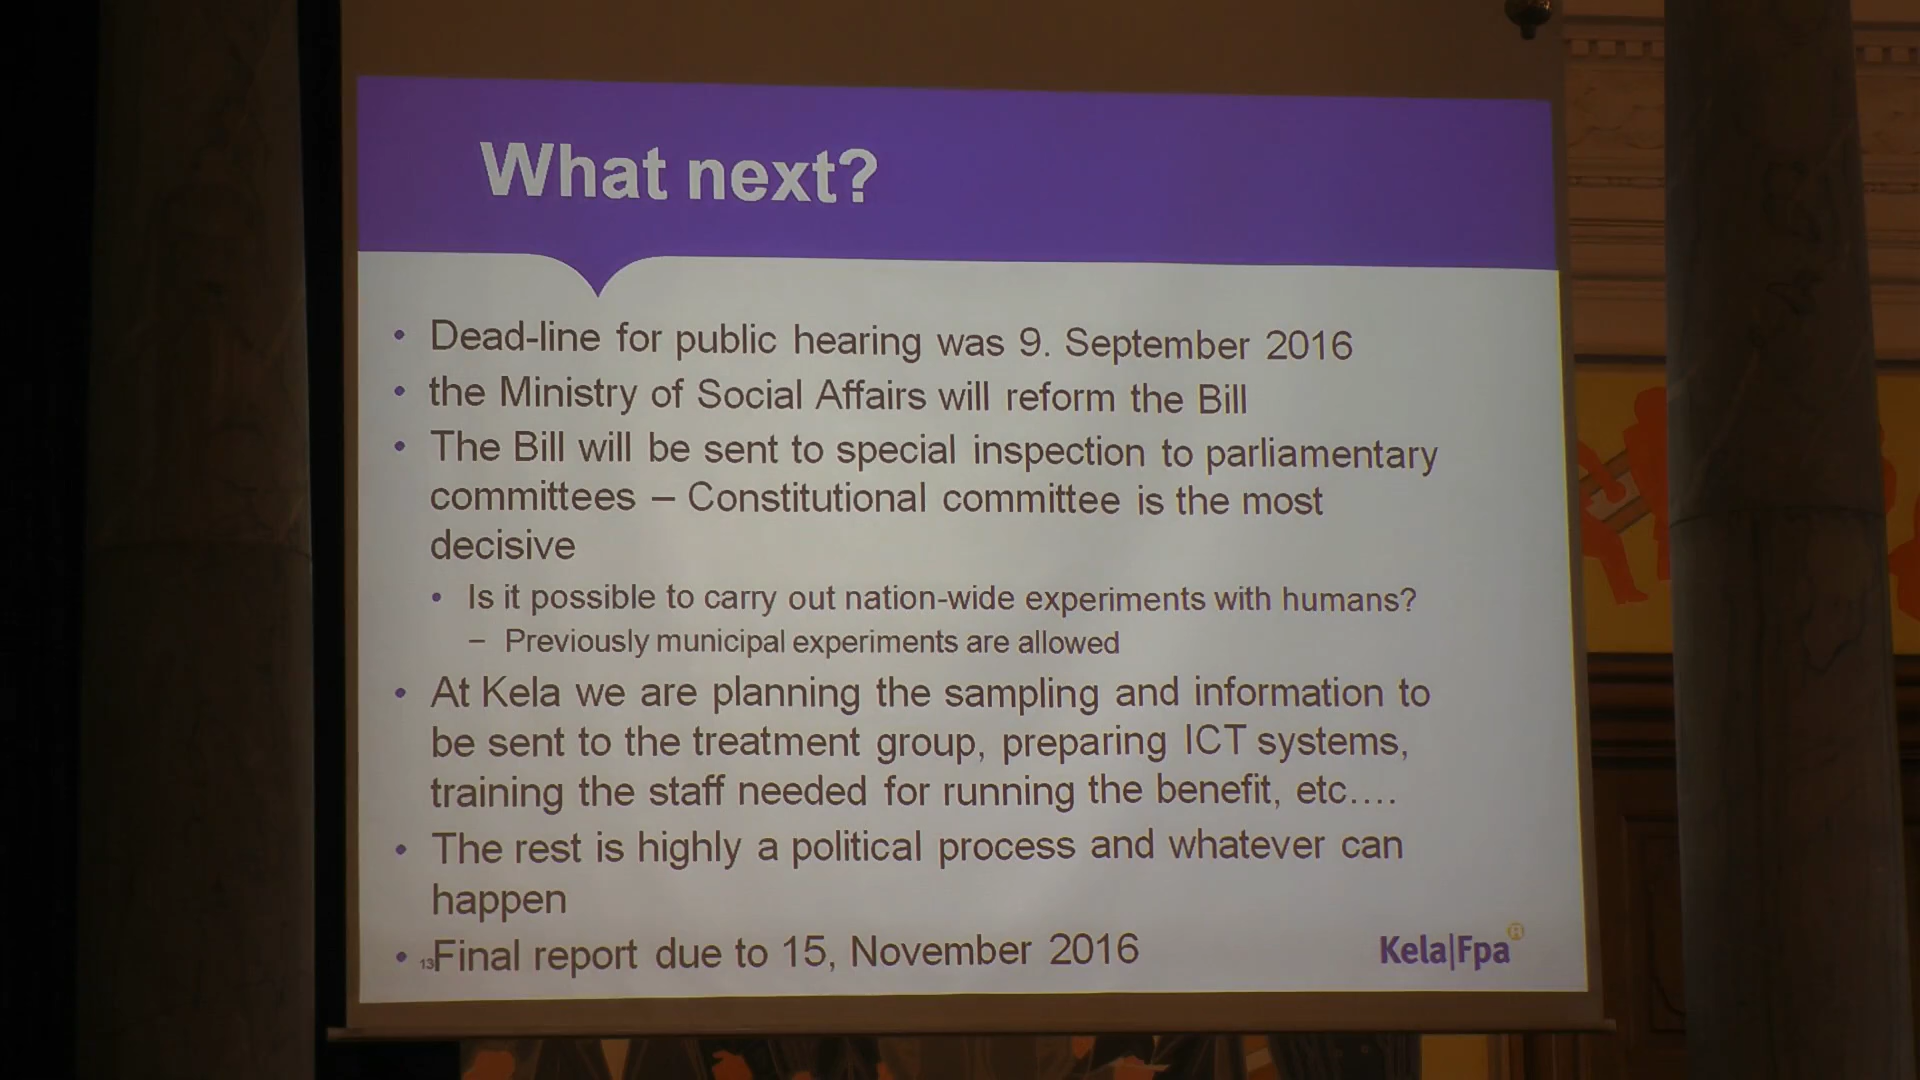 What next?
• Dead-line for public hearing was 9. September 2016
• the Ministry of Social Affairs will reform the Bill
• The Bill will be sent to special inspection to parliamentary
committees – Constitutional committee is the most
decisive
• Is it possible to carry out nation-wide experiments with humans?
– Previously municipal experiments are allowed
• At Kela we are planning the sampling and information to
be sent to the treatment group, preparing ICT systems,
training the staff needed for running the benefit, etc….
• The rest is highly a political process and whatever can
happen
• Final report due to 15, November 2016
13
Kela|Fpa